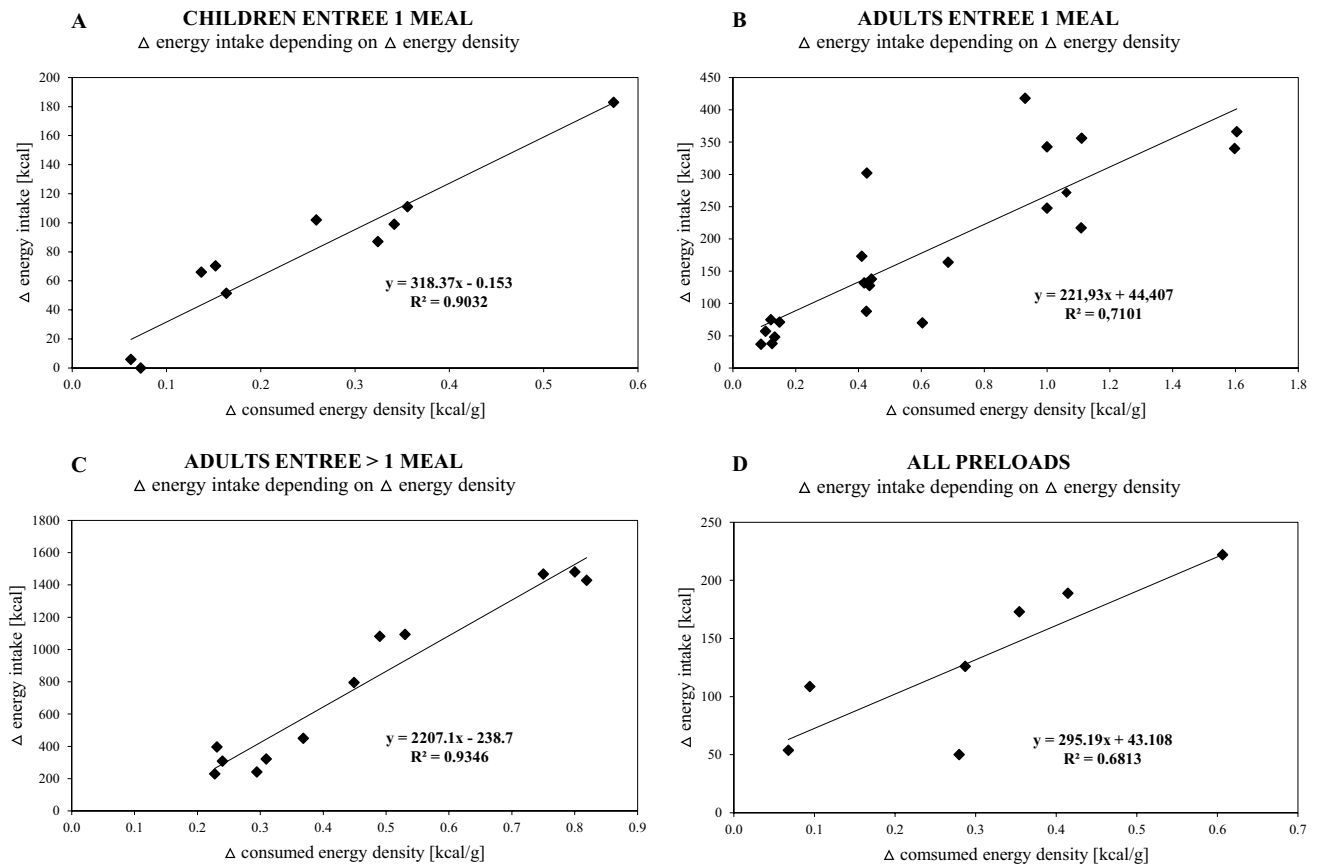 A
CHILDREN ENTREE 1 MEAL
△ energy intake depending on △ energy density
200
180
160
140
120
100
80
60
40
20
0
△ energy intake [kcal]
y = 318.37x - 0.153
R² = 0.9032
0.0 0.1 0.2 0.3 0.4 0.5 0.6
△ consumed energy density [kcal/g]
B
ADULTS ENTREE 1 MEAL
△ energy intake depending on △ energy density
450
400
350
300
250
200
150
100
50
0
△ energy intake [kcal]
y = 221,93x + 44,407
R² = 0,7101
0.0 0.2 0.4 0.6 0.8 1.0 1.2 1.4 1.6 1.8
△ consumed energy density [kcal/g]
C
ADULTS ENTREE > 1 MEAL
△ energy intake depending on △ energy density
1800
1600
1400
1200
1000
800
600
400
200
0
△ energy intake [kcal]
y = 2207.1x - 238.7
R² = 0.9346
0.0 0.1 0.2 0.3 0.4 0.5 0.6 0.7 0.8 0.9
△ consumed energy density [kcal/g]
D
ALL PRELOADS
△ energy intake depending on △ energy density
250
200
150
100
50
0
△ energy intake [kcal]
y = 295.19x + 43.108
R² = 0.6813
0.0 0.1 0.2 0.3 0.4 0.5 0.6 0.7
△ consumed energy density [kcal/g]